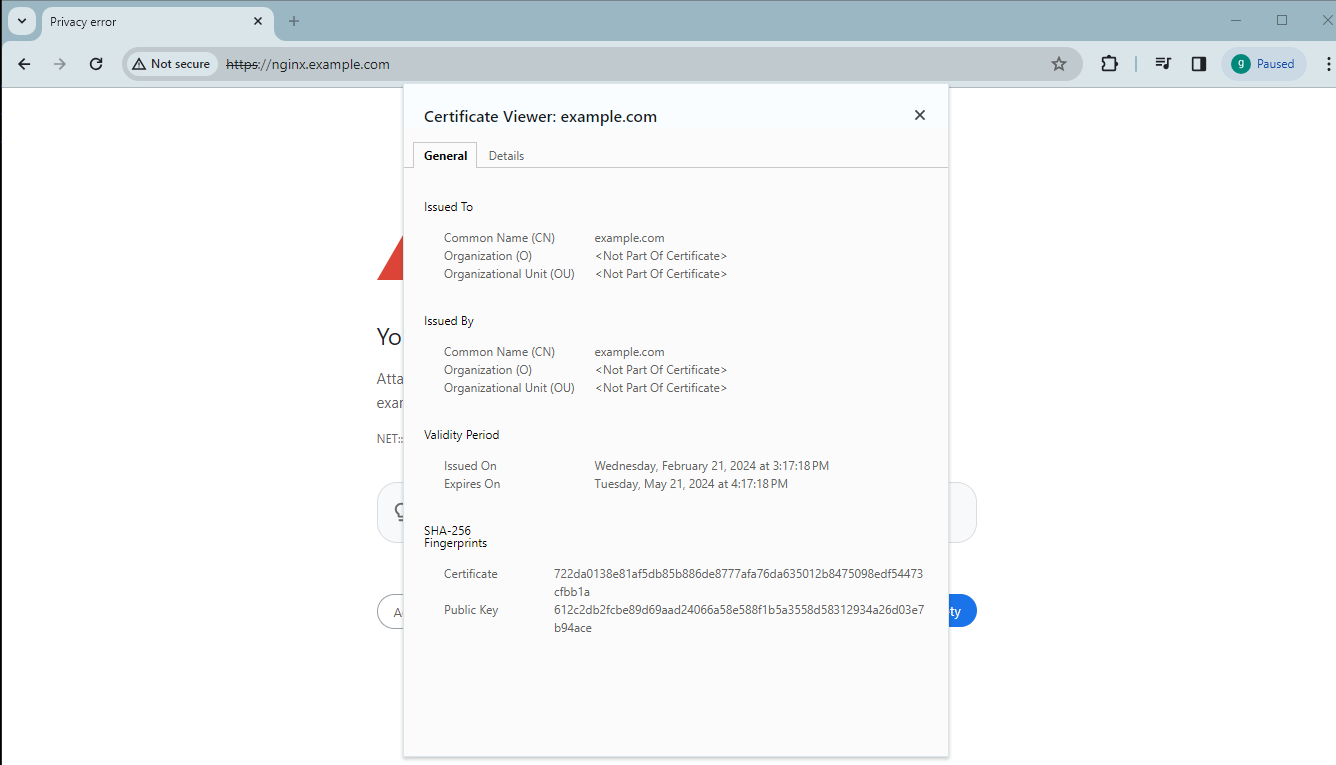 Privacy error
Not secure https://nginx.example.com g Paused
Certificate Viewer: example.com
General Details
Issued To
Common Name (CN) example.com
Organization (O) <Not Part Of Certificate>
Organizational Unit (OU) <Not Part Of Certificate>
Yo
Issued By
Common Name (CN) example.com
Organization (O) <Not Part Of Certificate>
Atta
Organizational Unit (OU) <Not Part Of Certificate>
exar
Validity Period
NET::
Issued On Wednesday, February 21, 2024 at 3:17:18 PM
Expires On Tuesday, May 21, 2024 at 4:17:18 PM
SHA-256
Fingerprints
Certificate 722da0138e81af5db85b886de8777afa76da635012b8475098edf54473
cfbb1a
Public Key 612c2db2fcbe89d69aad24066a58e588f1b5a3558d58312934a26d03e7
b94ace
A
ty